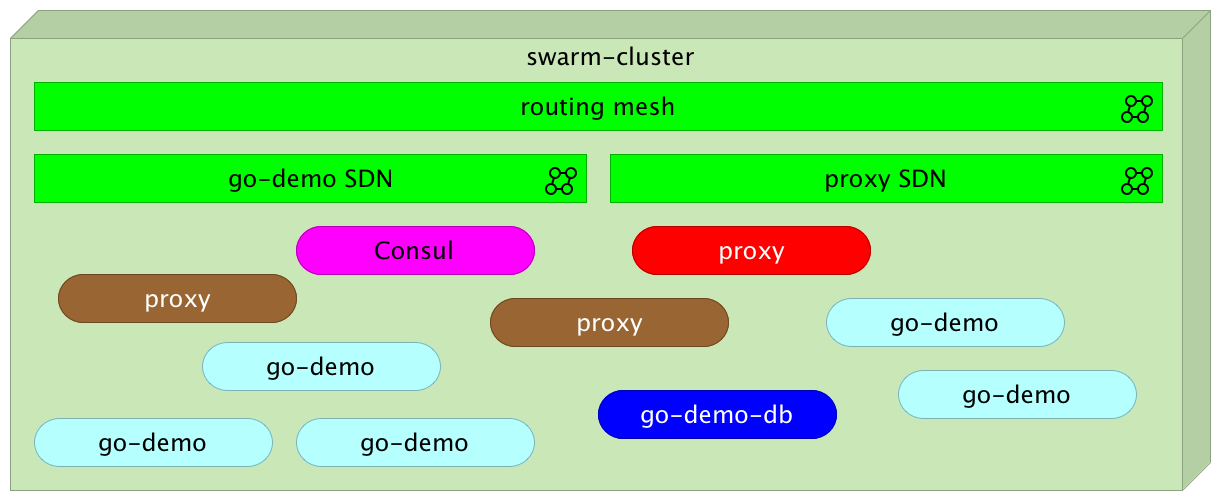 swarm-cluster
routing mesh
go-demo SDN
proxy SDN
Consul
proxy
proxy
proxy
go-demo
go-demo
go-demo
go-demo-db
go-demo
go-demo